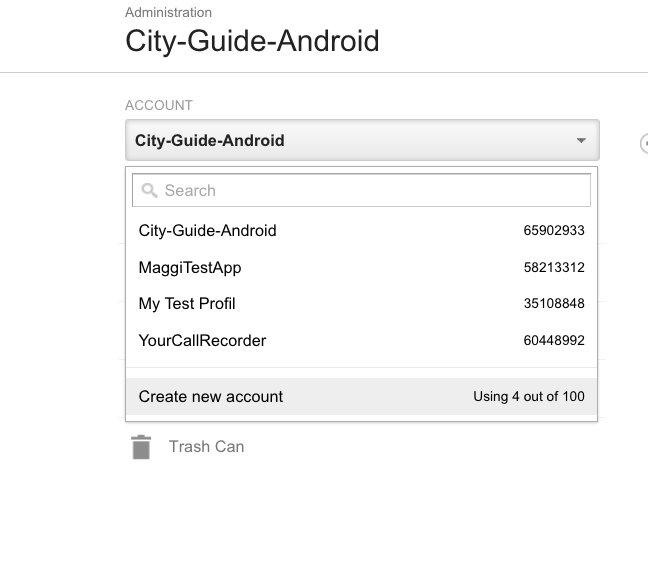 Administration
City-Guide-Android
ACCOUNT
City-Guide-Android
Search
City-Guide-Android 65902933
MaggiTestApp 58213312
My Test Profil 35108848
YourCallRecorder 60448992
Create new account Using 4 out of 100
Trash Can